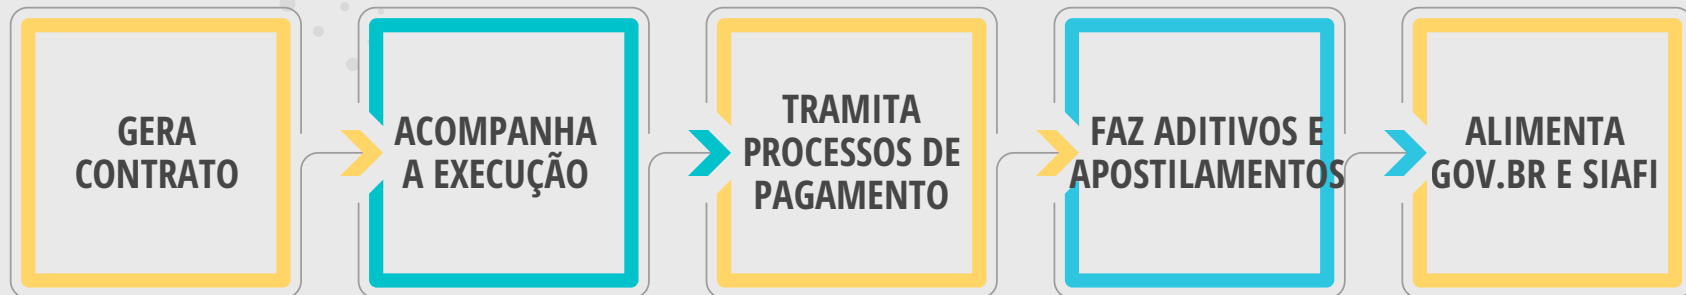 GERA
CONTRATO
ACOMPANHA
A EXECUÇÃO
TRAMITA
PROCESSOS DE
PAGAMENTO
FAZ ADITIVOS E
APOSTILAMENTOS
ALIMENTA
GOV.BR E SIAFI